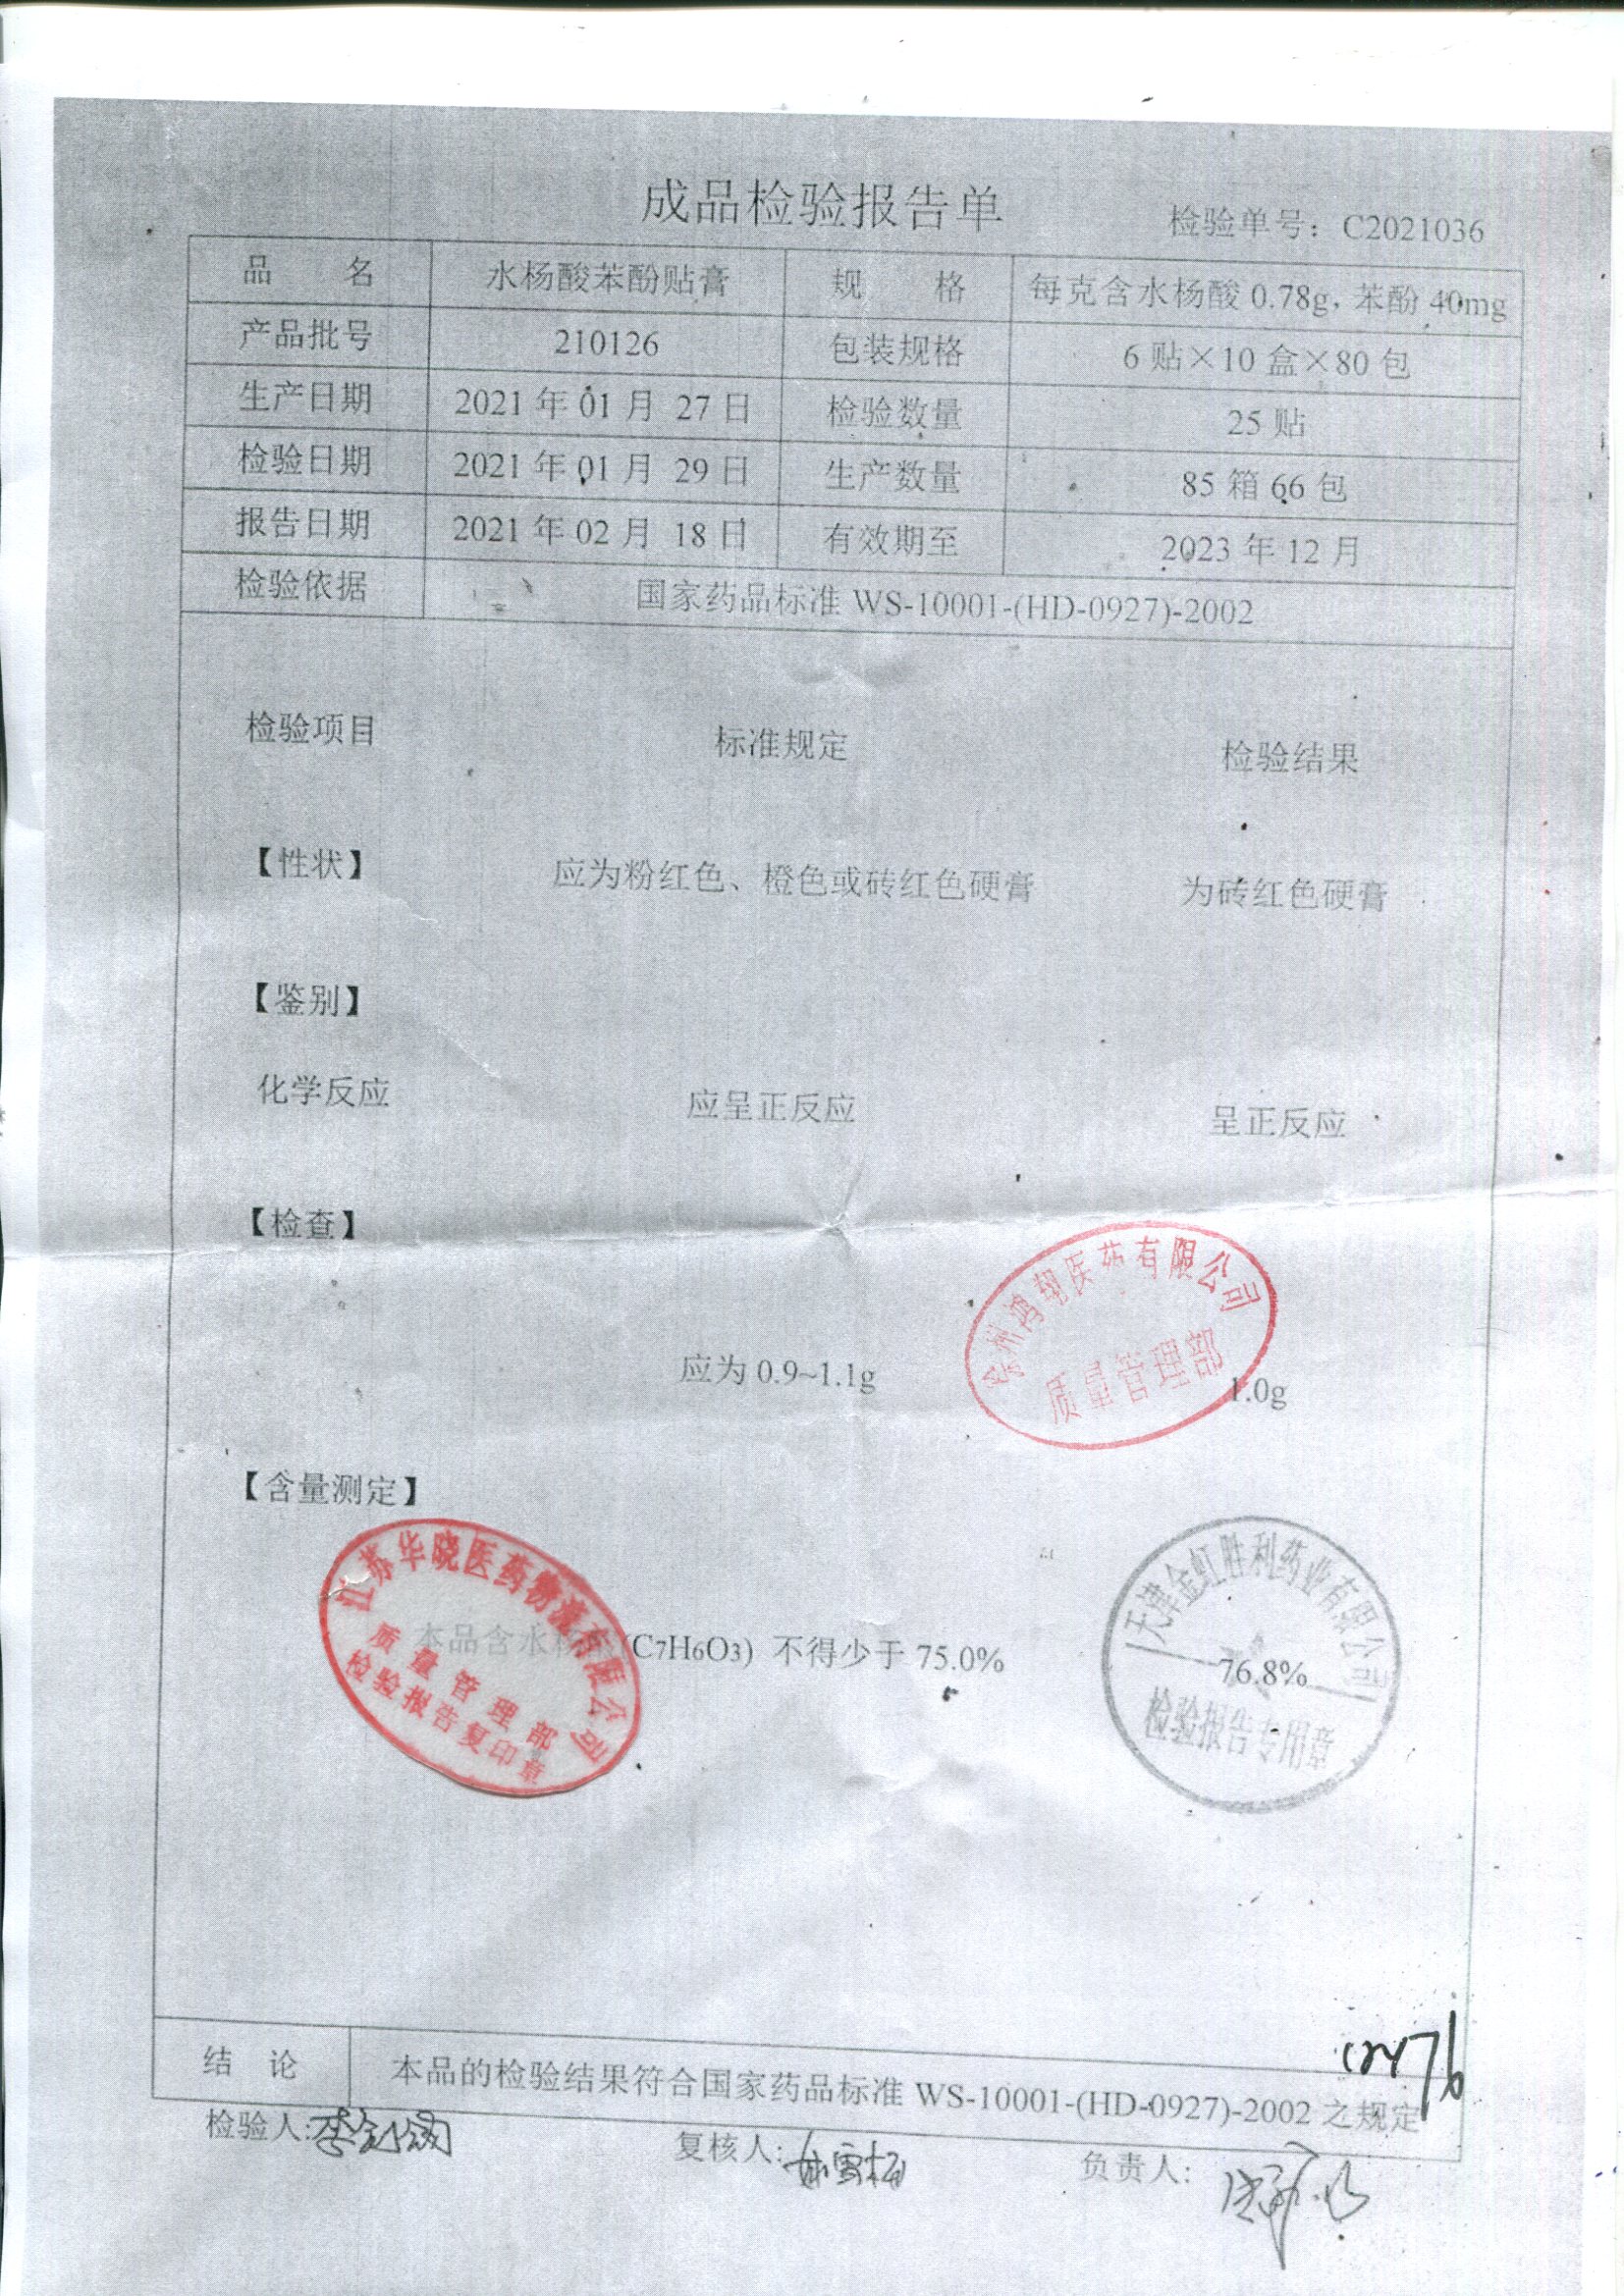 成品检验报告单
检验单号：C2021036
品 名 水杨酸苯酚贴膏 规 格 每克含水杨酸 0.78g，苯酚 40mg
产品批号 210126 包装规格 6 贴×10 盒×80 包
生产日期 2021 年 01 月 27 日 检验数量 25 贴
检验日期 2021 年 01 月 29 日 生产数量 85 箱 66 包
报告日期 2021 年 02 月 18 日 有效期至 2023 年 12 月
检验依据 国家药品标准 WS-10001-(HD-0927)-2002
检验项目 标准规定 检验结果
【性状】 应为粉红色、橙色或砖红色硬膏 为砖红色硬膏
【鉴别】
化学反应 应呈正反应 呈正反应
【检查】
州鸿翔医药有限公司
质量管理部
应为 0.9~1.1g 1.0g
【含量测定】
江苏华晓医药物流有限公司
质量管理部
检验报告复印章
本品含水杨 (C7H6O3) 不得少于 75.0% 76.8%
天津金虹胜利药业有限公司
检验报告专用章
结 论 本品的检验结果符合国家药品标准 WS-10001-(HD-0927)-2002 之规定
检验人: 复核人: 负责人: